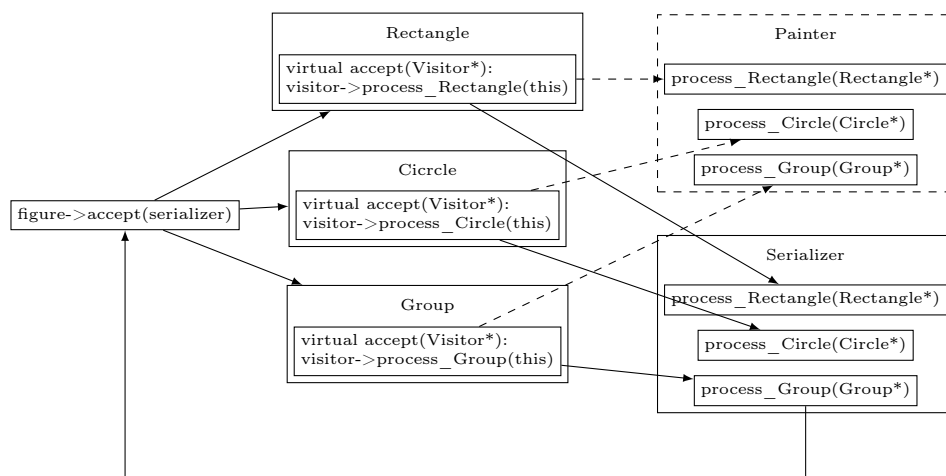 Rectangle
virtual accept(Visitor*):
visitor->process_Rectangle(this)
Painter
process_Rectangle(Rectangle*)
process_Circle(Circle*)
process_Group(Group*)
Cicrcle
virtual accept(Visitor*):
visitor->process_Circle(this)
figure->accept(serializer)
Group
virtual accept(Visitor*):
visitor->process_Group(this)
Serializer
process_Rectangle(Rectangle*)
process_Circle(Circle*)
process_Group(Group*)